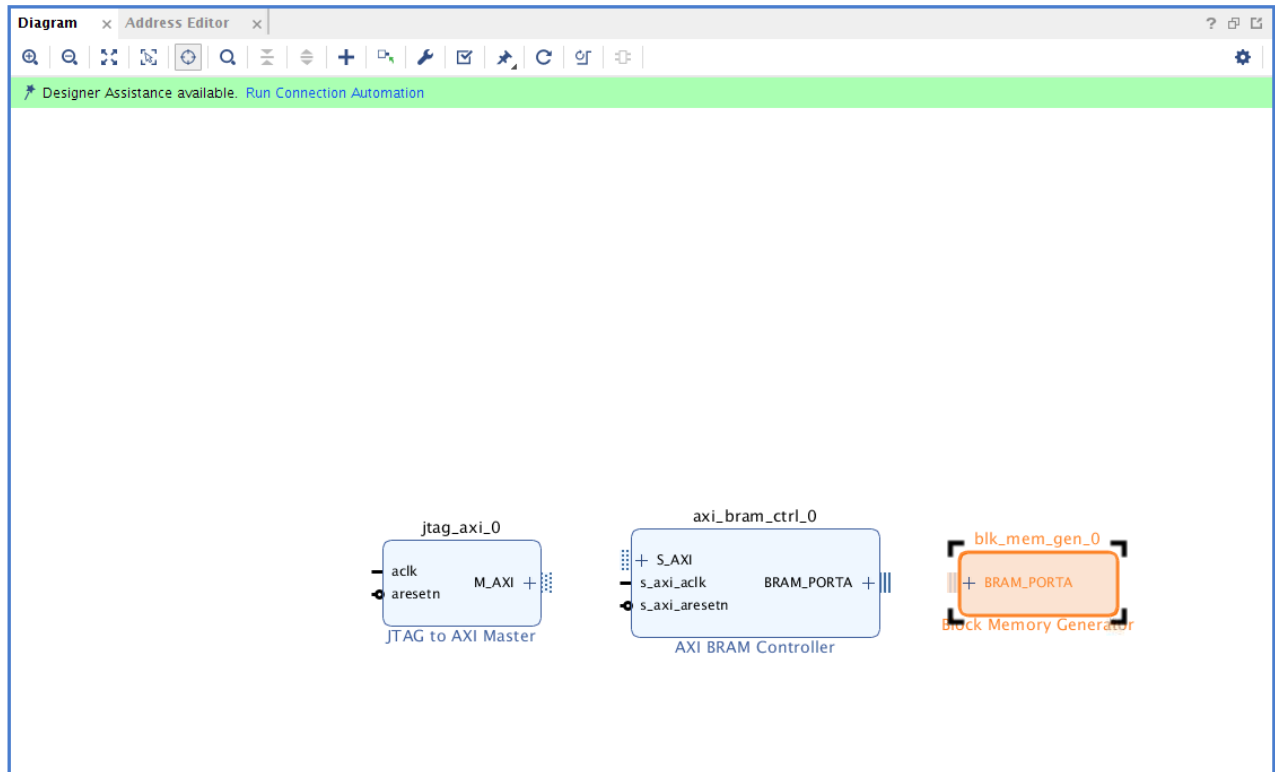 Diagram × Address Editor ×
Designer Assistance available. Run Connection Automation
jtag_axi_0
aclk
aresetn
M_AXI
JTAG to AXI Master
axi_bram_ctrl_0
S_AXI
s_axi_aclk
s_axi_aresetn
BRAM_PORTA
AXI BRAM Controller
blk_mem_gen_0
BRAM_PORTA
Block Memory Generator